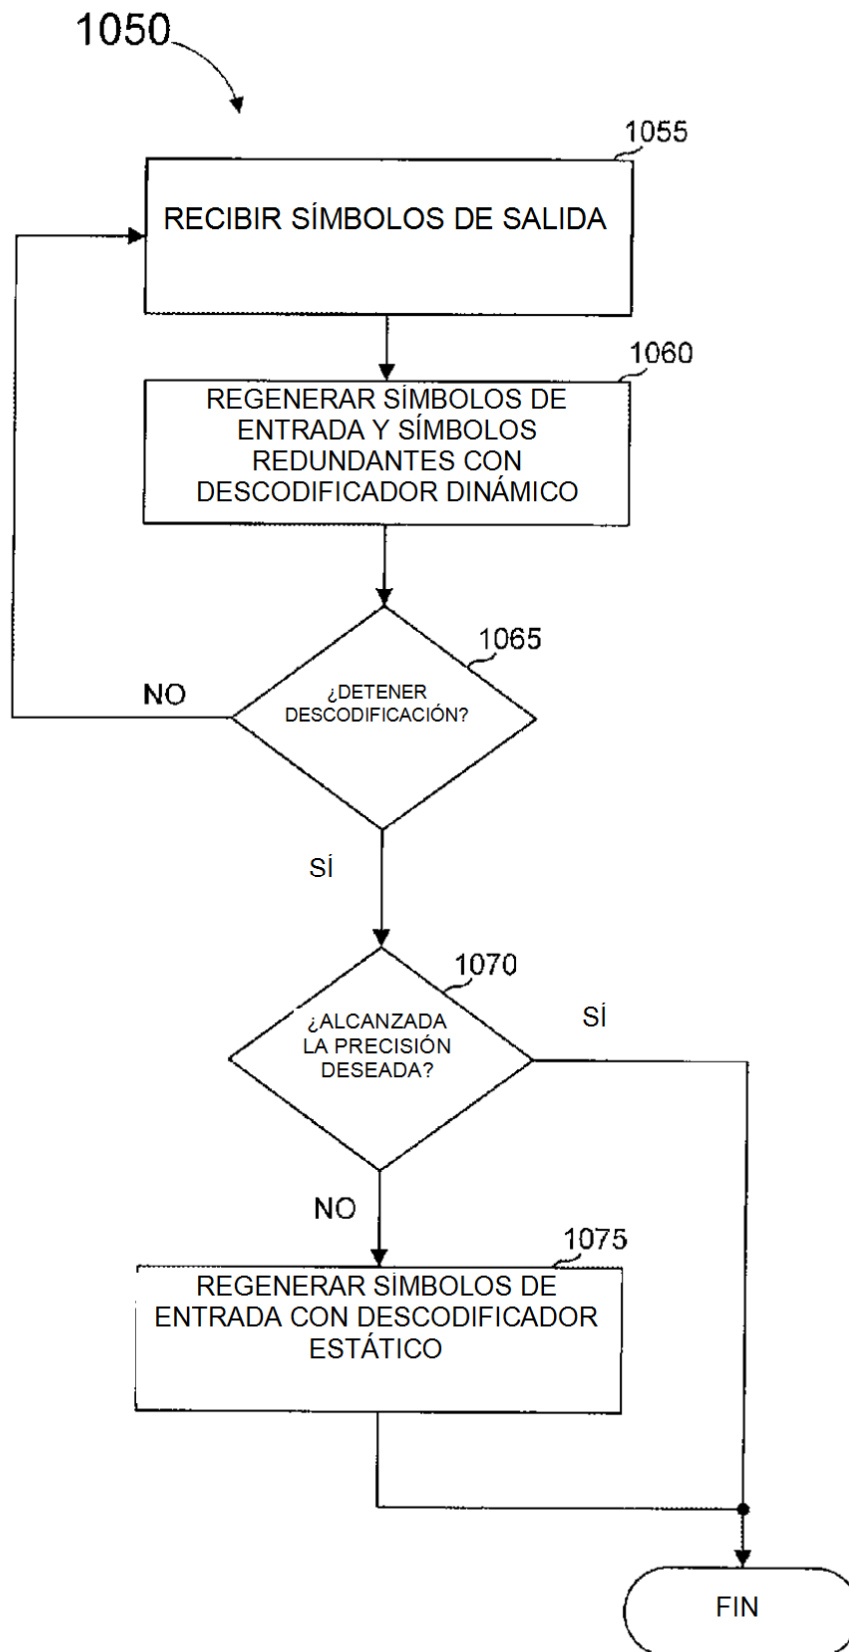 1050
1055
RECIBIR SÍMBOLOS DE SALIDA
1060
REGENERAR SÍMBOLOS DE
ENTRADA Y SÍMBOLOS
REDUNDANTES CON
DESCODIFICADOR DINÁMICO
1065
¿DETENER
DESCODIFICACIÓN?
NO
SÍ
1070
¿ALCANZADA
LA PRECISIÓN
DESEADA?
SÍ
NO
1075
REGENERAR SÍMBOLOS DE
ENTRADA CON DESCODIFICADOR
ESTÁTICO
FIN